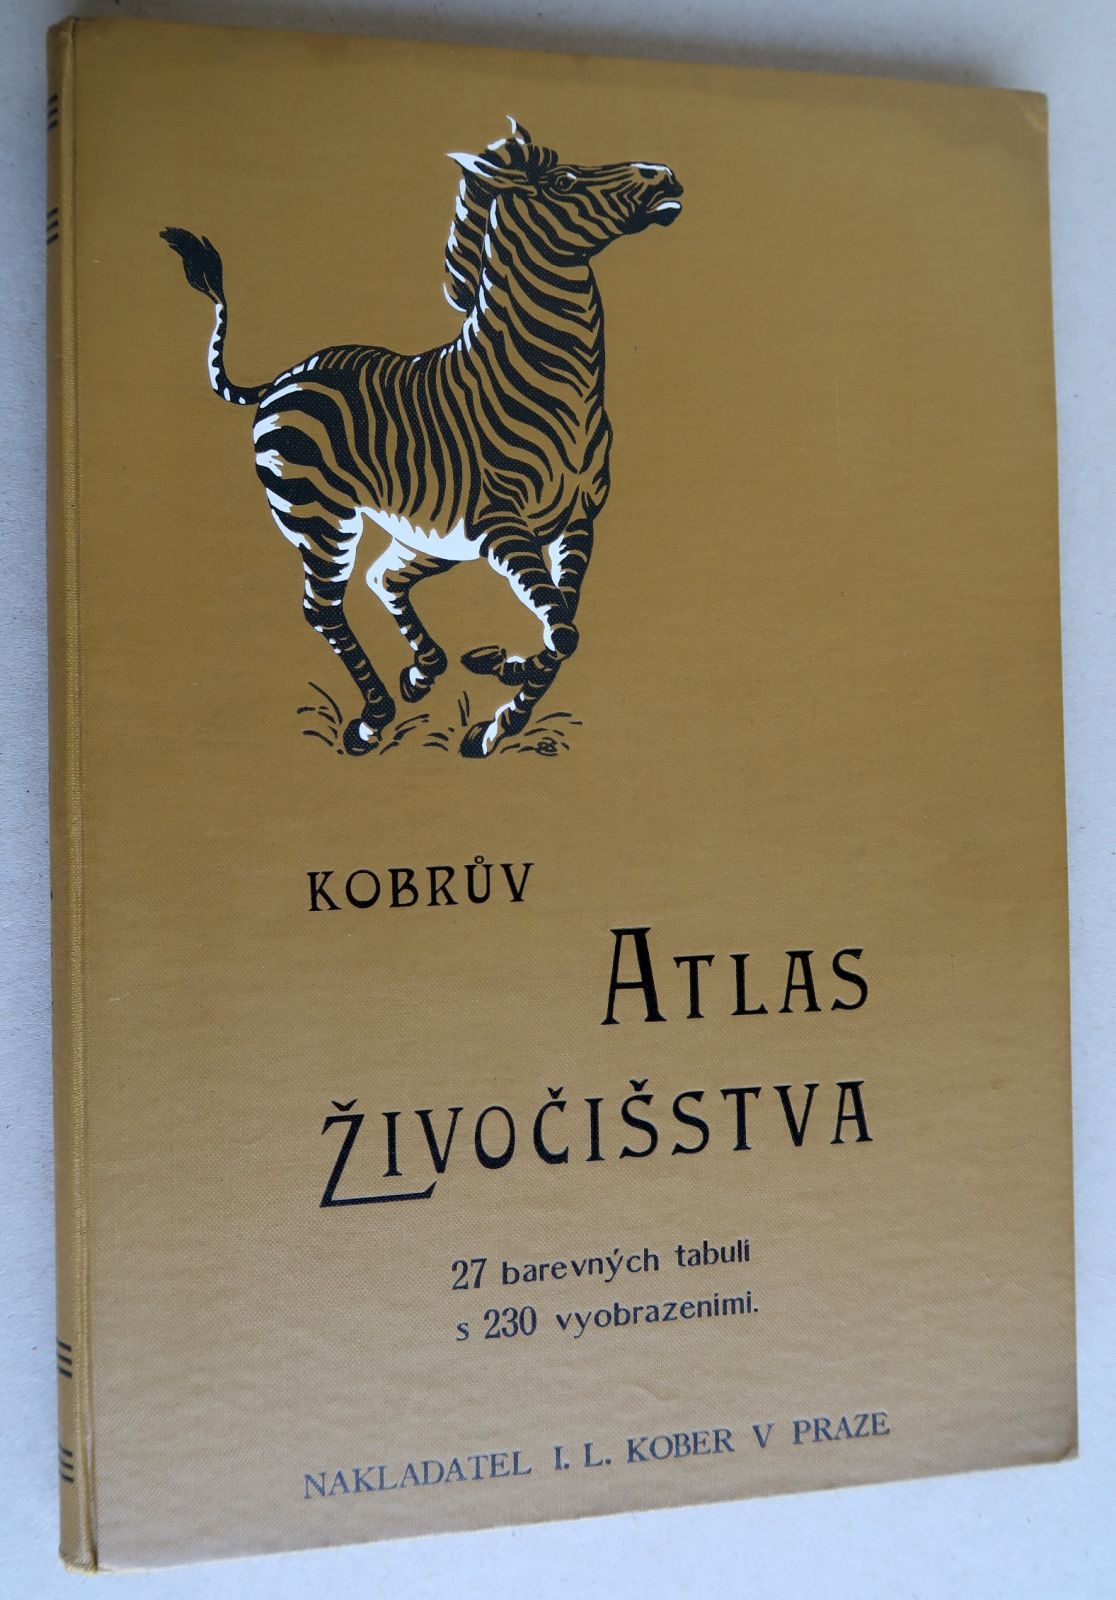 KOBRŮV
ATLAS
ŽIVOČIŠSTVA
27 barevných tabulí
s 230 vyobrazeními.
NAKLADATEL I. L. KOBER V PRAZE